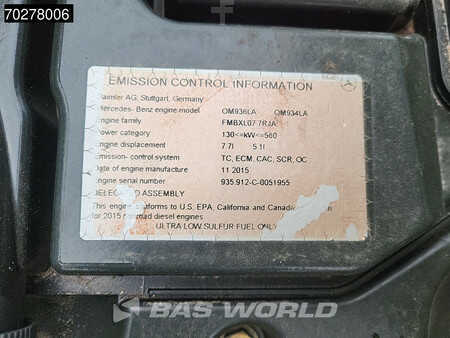 70278006
EMISSION CONTROL INFORMATION
Daimler AG, Stuttgart, Germany
Mercedes- Benz engine model OM936LA OM934LA
Engine family FMBXL07.7RJA
Power category 130<=kW<=560
Engine displacement 7.7l 5.1l
Emission- control system TC, ECM, CAC, SCR, OC
Date of engine manufacture 11.2015
Engine serial number 935.912-C-0051955
DELEGATED ASSEMBLY
This engine conforms to U.S. EPA, California and Canadian
for 2015 nonroad diesel engines.
ULTRA LOW SULFUR FUEL ONLY
BAS WORLD